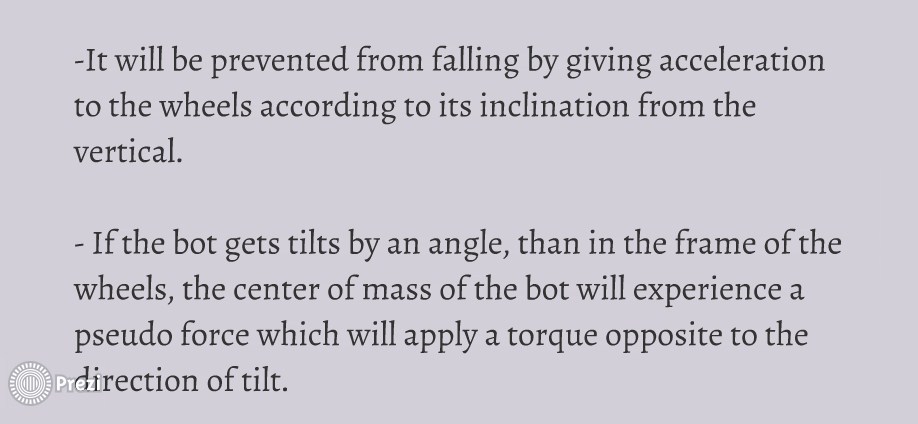 -It will be prevented from falling by giving acceleration
to the wheels according to its inclination from the
vertical.
- If the bot gets tilts by an angle, than in the frame of the
wheels, the center of mass of the bot will experience a
pseudo force which will apply a torque opposite to the
direction of tilt.
Prezi